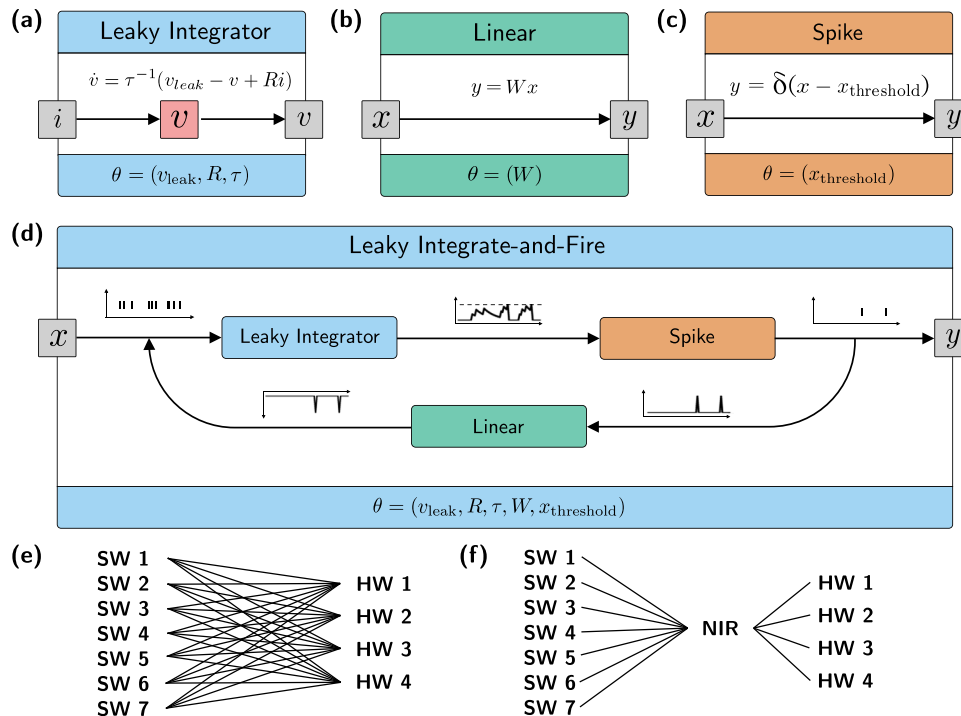 (a)
Leaky Integrator
v̇ = τ⁻¹(v_leak − v + Ri)
i
v
v
θ = (v_leak, R, τ)
(b)
Linear
y = Wx
x
y
θ = (W)
(c)
Spike
y = δ(x − x_threshold)
x
y
θ = (x_threshold)
(d)
Leaky Integrate-and-Fire
x
Leaky Integrator
Spike
y
Linear
θ = (v_leak, R, τ, W, x_threshold)
(e)
SW 1
SW 2
SW 3
SW 4
SW 5
SW 6
SW 7
HW 1
HW 2
HW 3
HW 4
(f)
SW 1
SW 2
SW 3
SW 4
SW 5
SW 6
SW 7
NIR
HW 1
HW 2
HW 3
HW 4